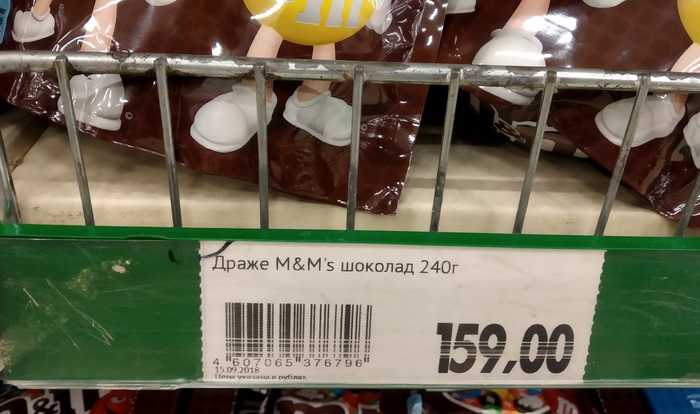 m
Драже M&M's шоколад 240г
159,00
4 607065 376796
15.09.2018
Цена указана в рублях